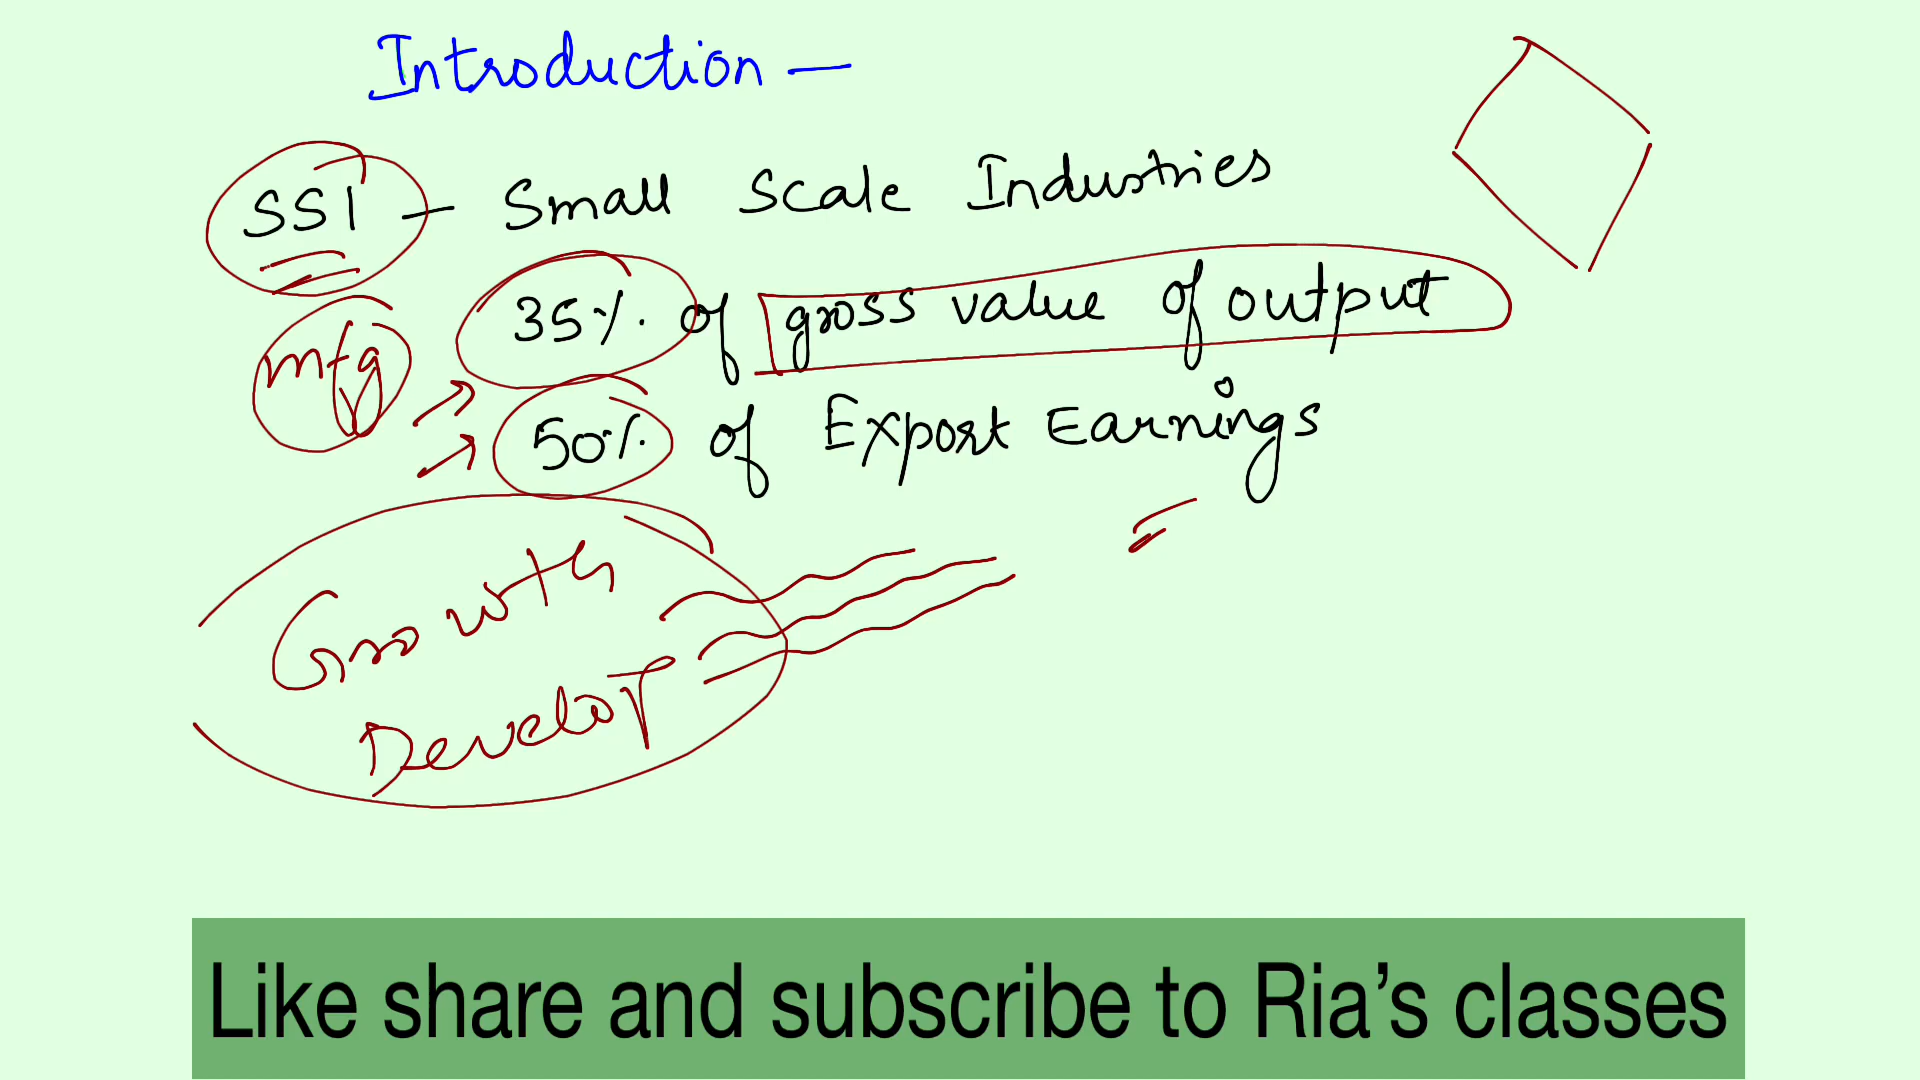 Introduction —
SSI — Small Scale Industries
35% of gross value of output
mfg
50% of Export Earnings
Growth
Develop
Like share and subscribe to Ria's classes